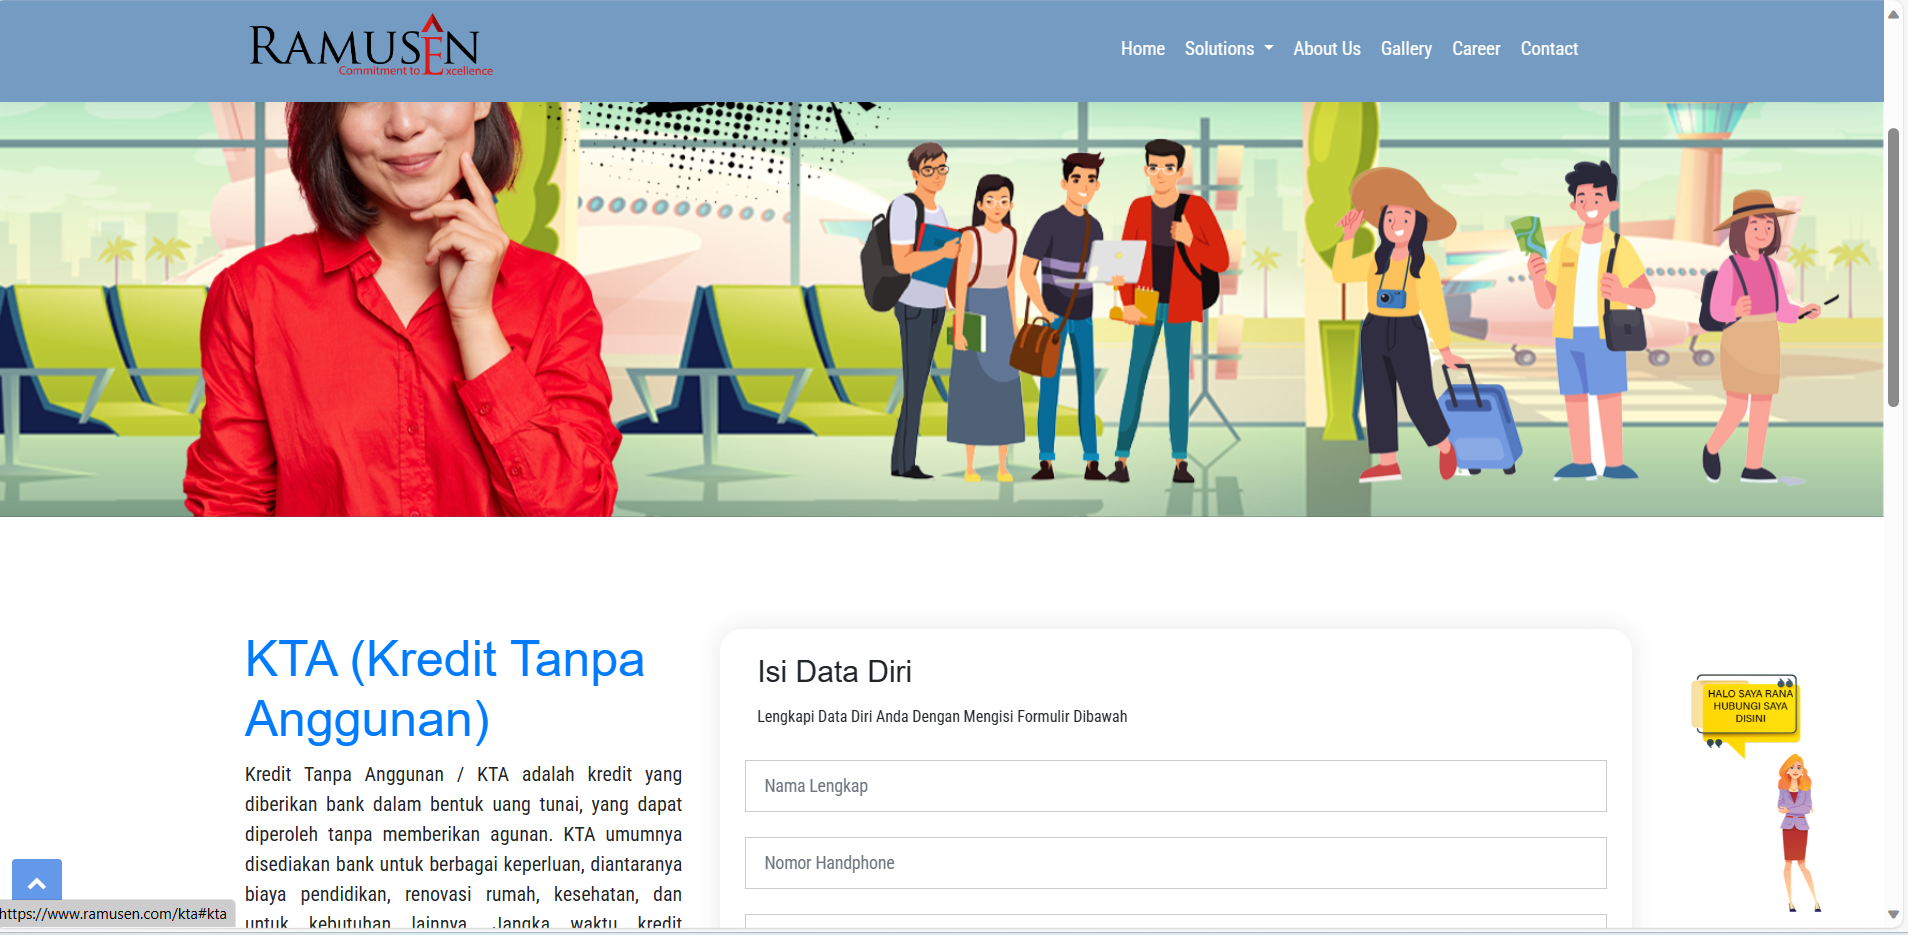 RAMUSEN
Commitment to Excellence
Home Solutions About Us Gallery Career Contact
KTA (Kredit Tanpa
Anggunan)
Kredit Tanpa Anggunan / KTA adalah kredit yang
diberikan bank dalam bentuk uang tunai, yang dapat
diperoleh tanpa memberikan agunan. KTA umumnya
disediakan bank untuk berbagai keperluan, diantaranya
biaya pendidikan, renovasi rumah, kesehatan, dan
untuk kebutuhan lainnya. Jangka waktu kredit
Isi Data Diri
Lengkapi Data Diri Anda Dengan Mengisi Formulir Dibawah
Nama Lengkap
Nomor Handphone
HALO SAYA RANA
HUBUNGI SAYA
DISINI
https://www.ramusen.com/kta#kta